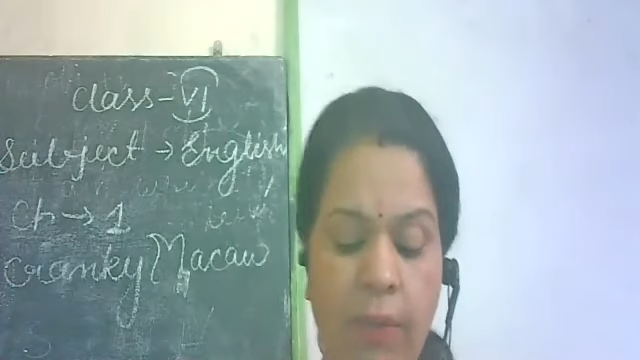 Class-VI
Subject → English
Ch → 1
Cranky Macaw